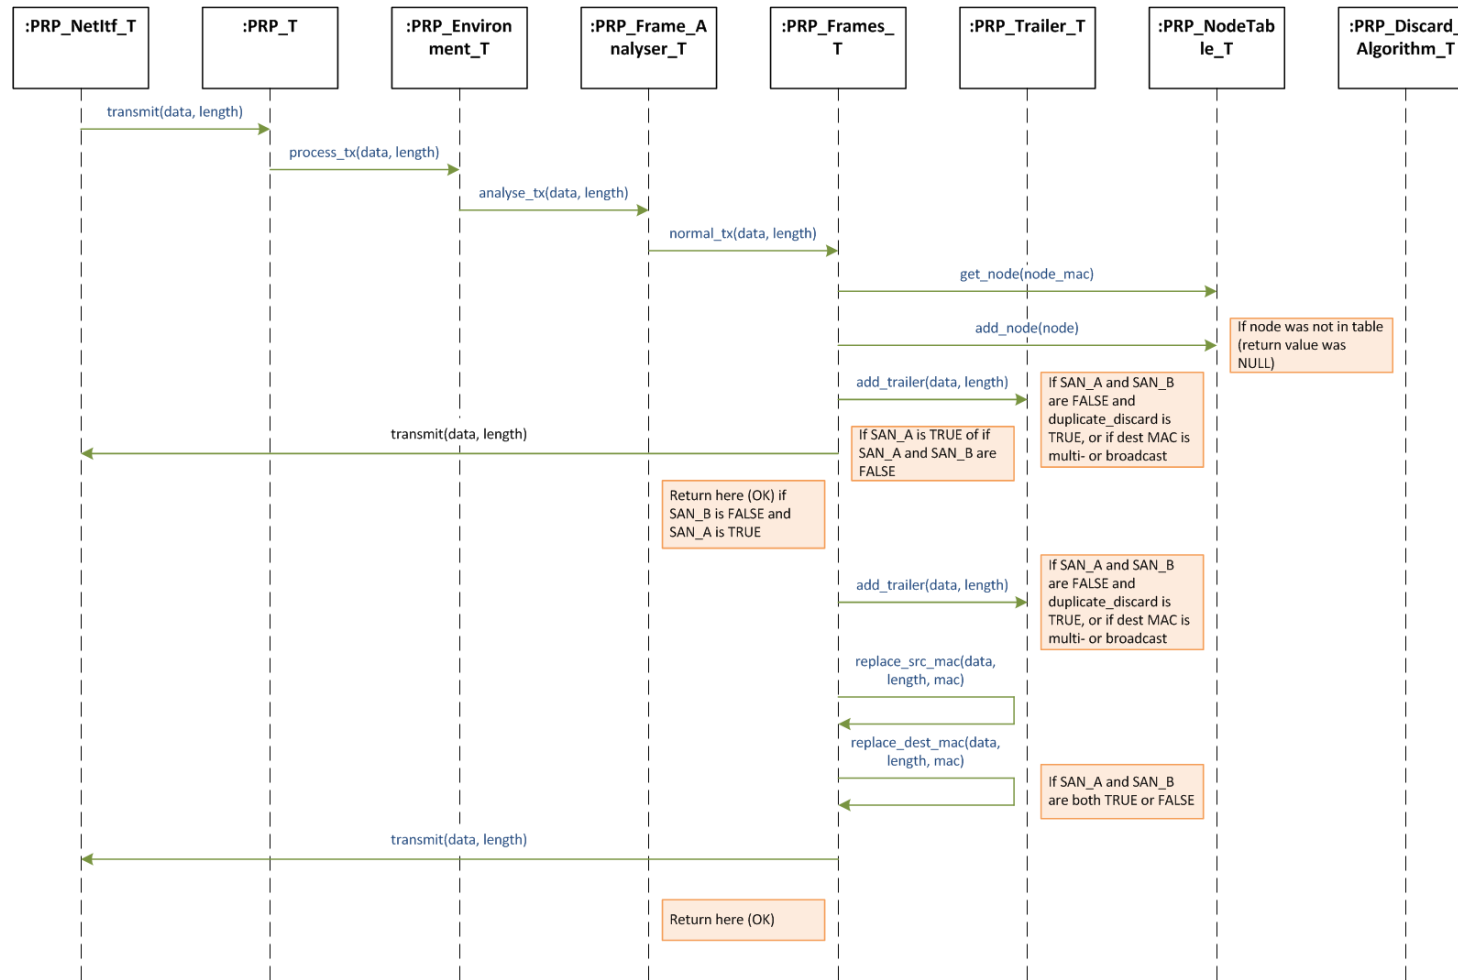 :PRP_NetItf_T
:PRP_T
:PRP_Environ
ment_T
:PRP_Frame_A
nalyser_T
:PRP_Frames_
T
:PRP_Trailer_T
:PRP_NodeTab
le_T
:PRP_Discard_
Algorithm_T
transmit(data, length)
process_tx(data, length)
analyse_tx(data, length)
normal_tx(data, length)
get_node(node_mac)
add_node(node)
If node was not in table
(return value was
NULL)
add_trailer(data, length)
If SAN_A and SAN_B
are FALSE and
duplicate_discard is
TRUE, or if dest MAC is
multi- or broadcast
transmit(data, length)
If SAN_A is TRUE of if
SAN_A and SAN_B are
FALSE
Return here (OK) if
SAN_B is FALSE and
SAN_A is TRUE
add_trailer(data, length)
If SAN_A and SAN_B
are FALSE and
duplicate_discard is
TRUE, or if dest MAC is
multi- or broadcast
replace_src_mac(data,
length, mac)
replace_dest_mac(data,
length, mac)
If SAN_A and SAN_B
are both TRUE or FALSE
transmit(data, length)
Return here (OK)